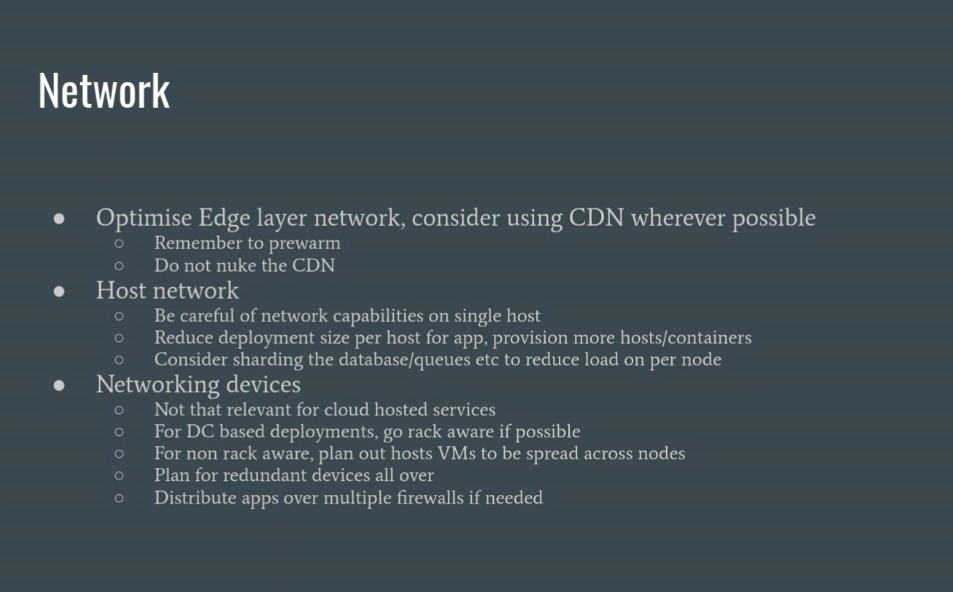 Network
● Optimise Edge layer network, consider using CDN wherever possible
○ Remember to prewarm
○ Do not nuke the CDN
● Host network
○ Be careful of network capabilities on single host
○ Reduce deployment size per host for app, provision more hosts/containers
○ Consider sharding the database/queues etc to reduce load on per node
● Networking devices
○ Not that relevant for cloud hosted services
○ For DC based deployments, go rack aware if possible
○ For non rack aware, plan out hosts VMs to be spread across nodes
○ Plan for redundant devices all over
○ Distribute apps over multiple firewalls if needed